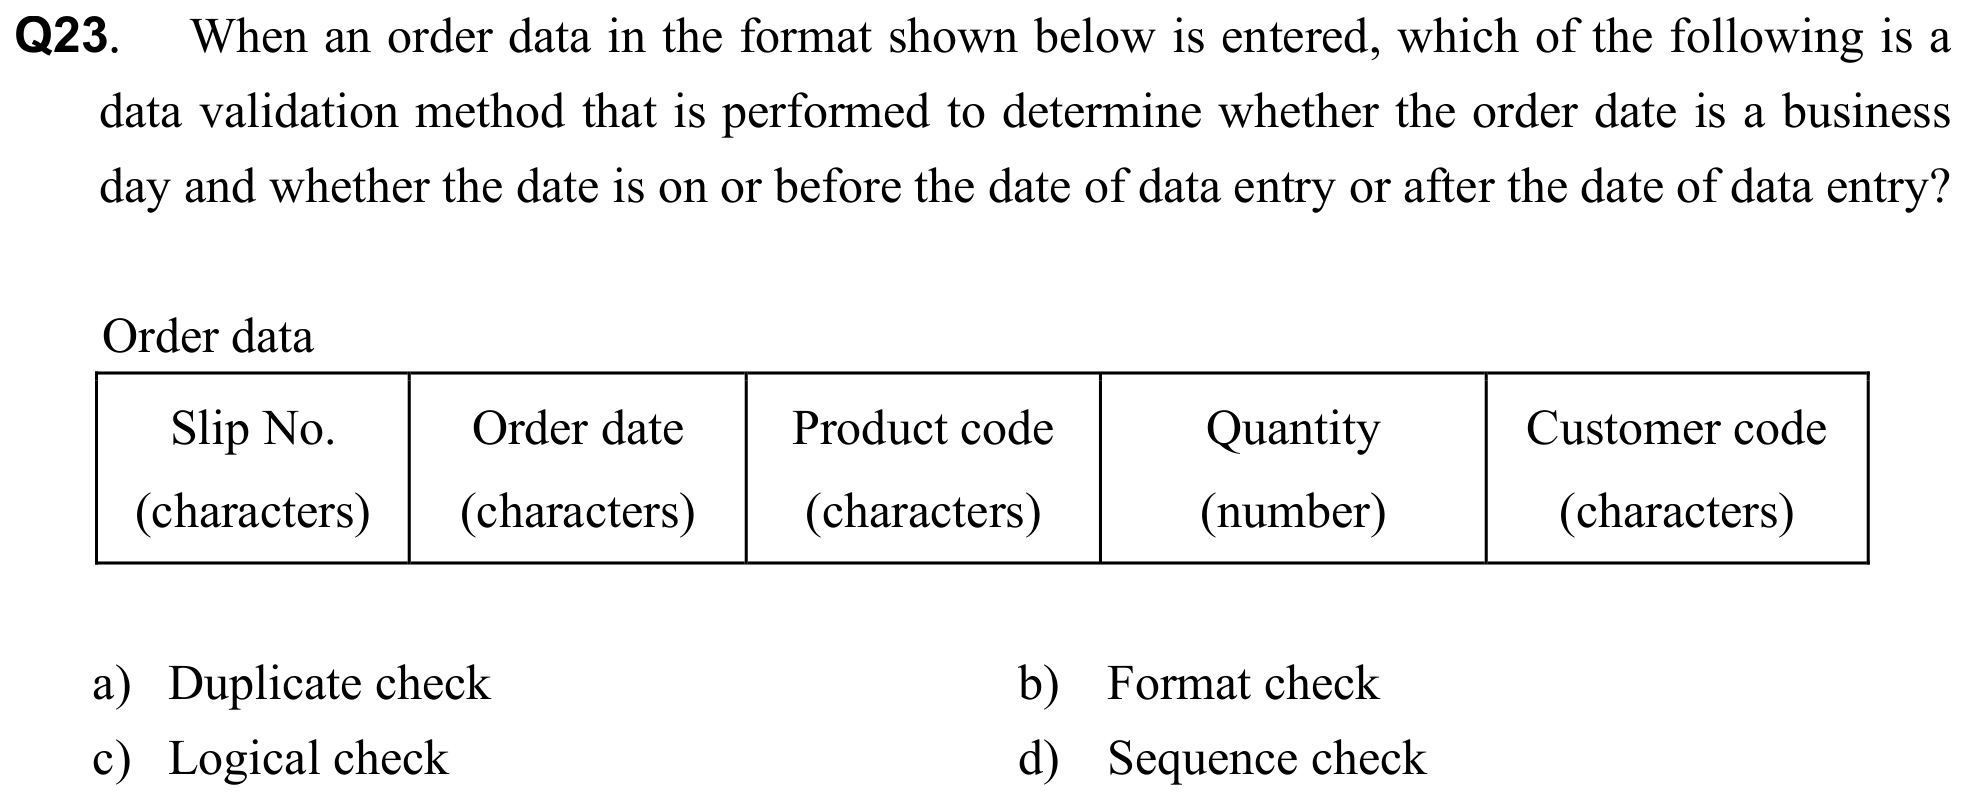 Q23. When an order data in the format shown below is entered, which of the following is a
data validation method that is performed to determine whether the order date is a business
day and whether the date is on or before the date of data entry or after the date of data entry?
Order data
Slip No. Order date Product code Quantity Customer code
(characters) (characters) (characters) (number) (characters)
a) Duplicate check b) Format check
c) Logical check d) Sequence check